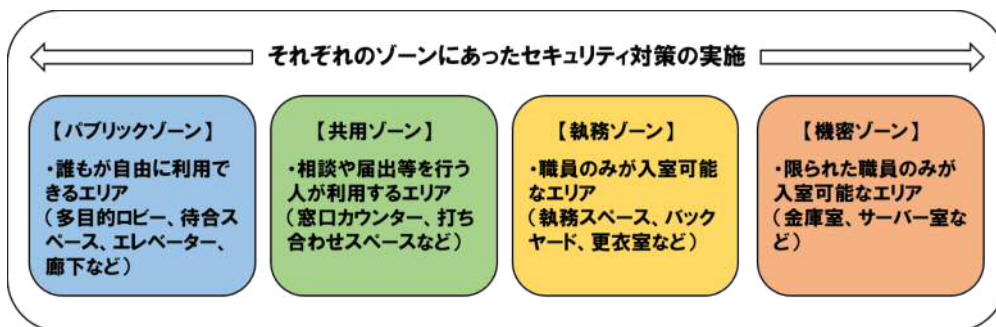 それぞれのゾーンにあったセキュリティ対策の実施
【パブリックゾーン】
・誰もが自由に利用で
きるエリア
（多目的ロビー、待合ス
ペース、エレベーター、
廊下など）
【共用ゾーン】
・相談や届出等を行う
人が利用するエリア
（窓口カウンター、打ち
合わせスペースなど）
【執務ゾーン】
・職員のみが入室可能
なエリア
（執務スペース、バック
ヤード、更衣室など）
【機密ゾーン】
・限られた職員のみが
入室可能なエリア
（金庫室、サーバー室な
ど）